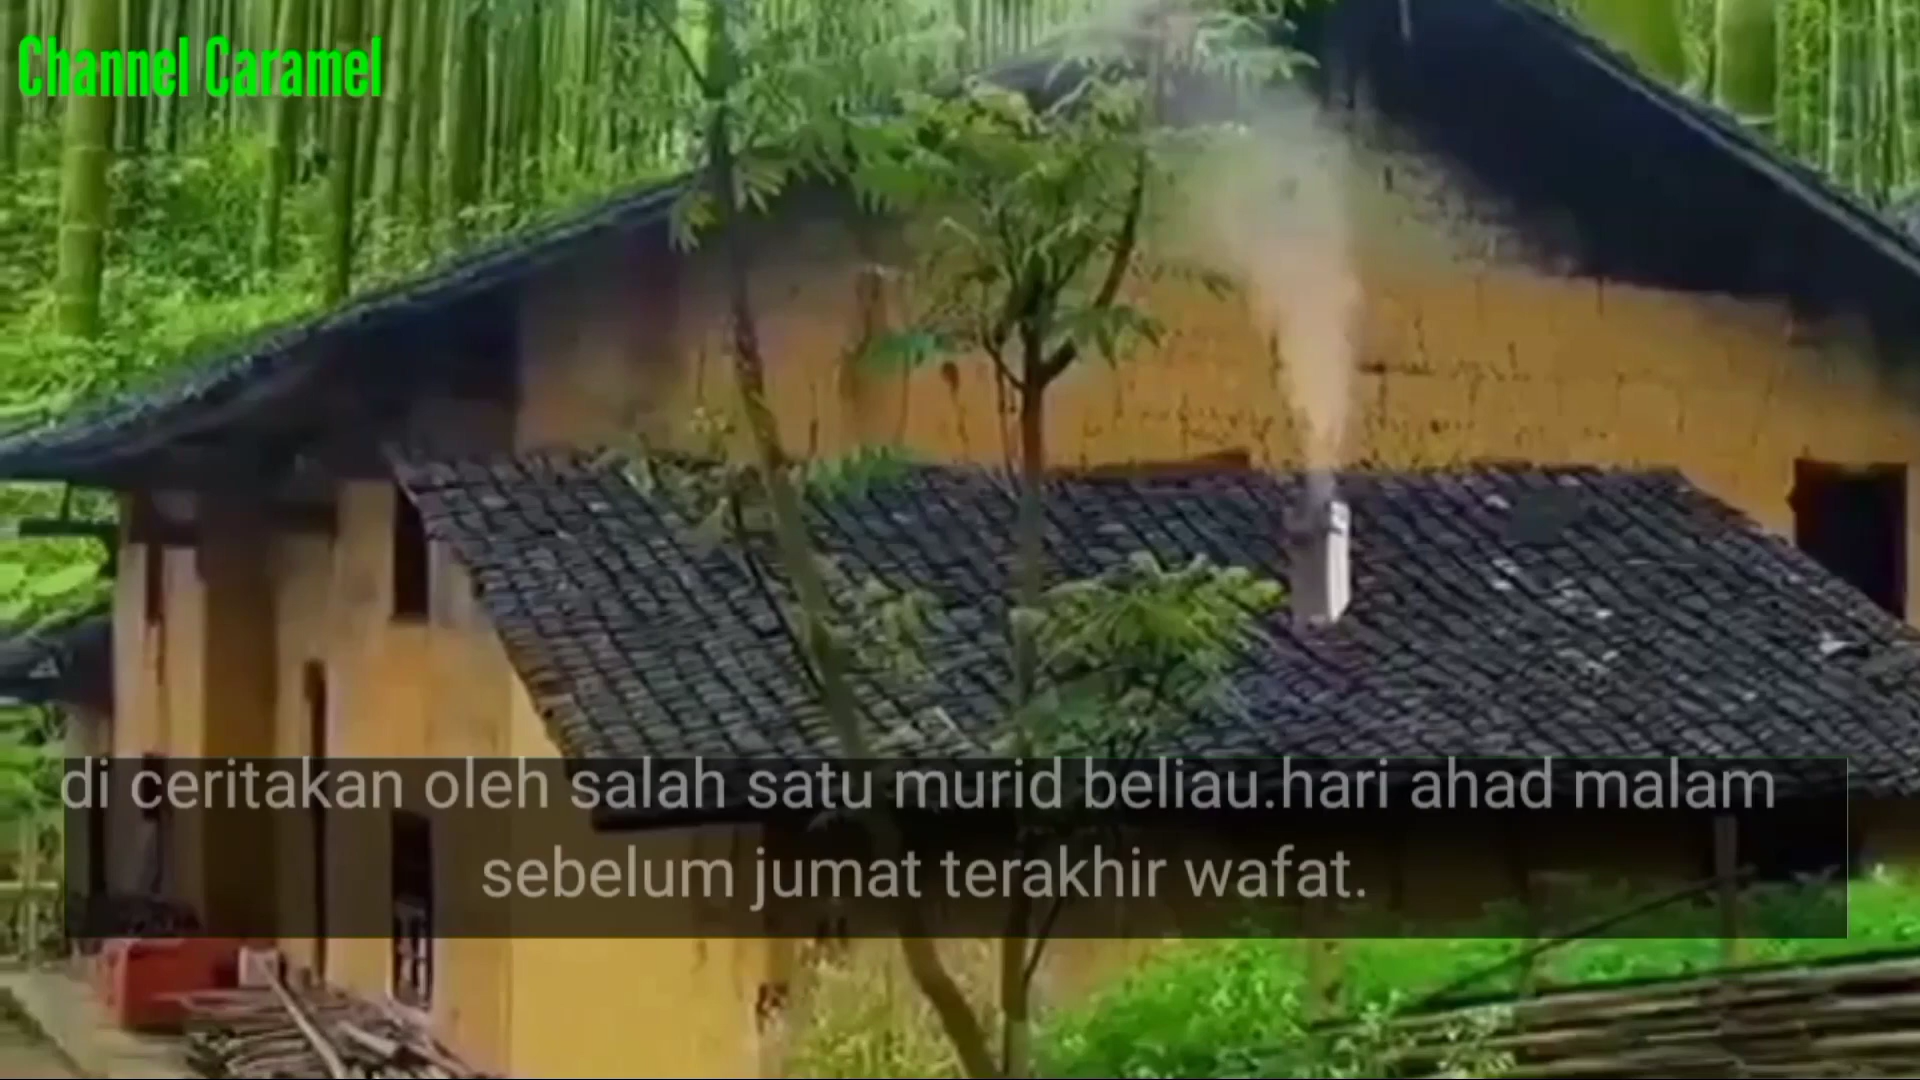 Channel Caramel
di ceritakan oleh salah satu murid beliau.hari ahad malam
sebelum jumat terakhir wafat.